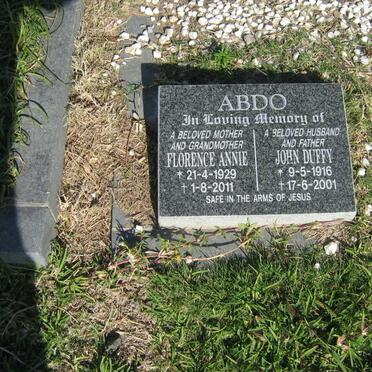 ABDO
In Loving Memory of
A BELOVED MOTHER
AND GRANDMOTHER
FLORENCE ANNIE
* 21-4-1929
† 1-8-2011
A BELOVED HUSBAND
AND FATHER
JOHN DUFFY
* 9-5-1916
† 17-6-2001
SAFE IN THE ARMS OF JESUS